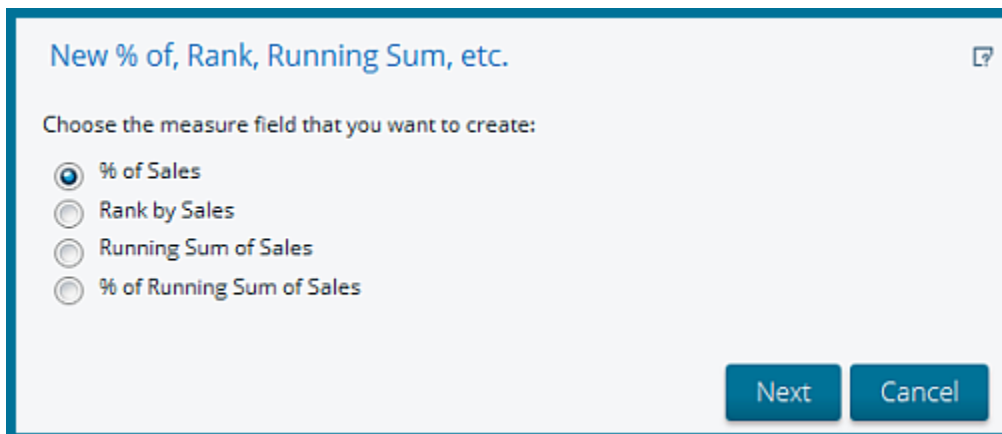 New % of, Rank, Running Sum, etc.
Choose the measure field that you want to create:
% of Sales
Rank by Sales
Running Sum of Sales
% of Running Sum of Sales
Next Cancel